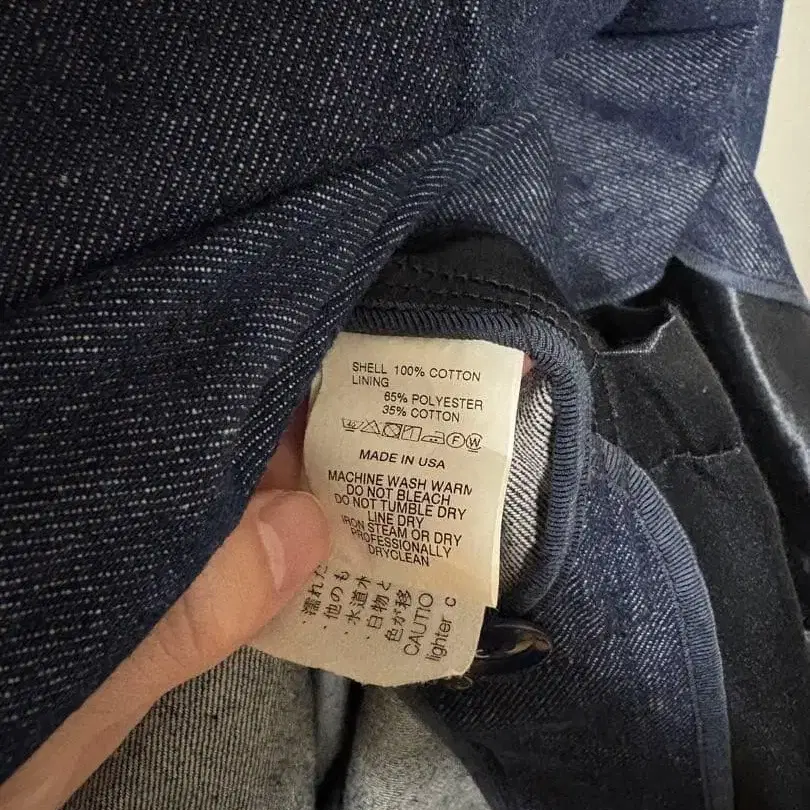 SHELL 100% COTTON
LINING
65% POLYESTER
35% COTTON
MADE IN USA
MACHINE WASH WARM
DO NOT BLEACH
DO NOT TUMBLE DRY
LINE DRY
IRON STEAM OR DRY
PROFESSIONALLY
DRYCLEAN
・濡れた
・他のも
・水道水
・白物と
色が移
CAUTIO
lighter c